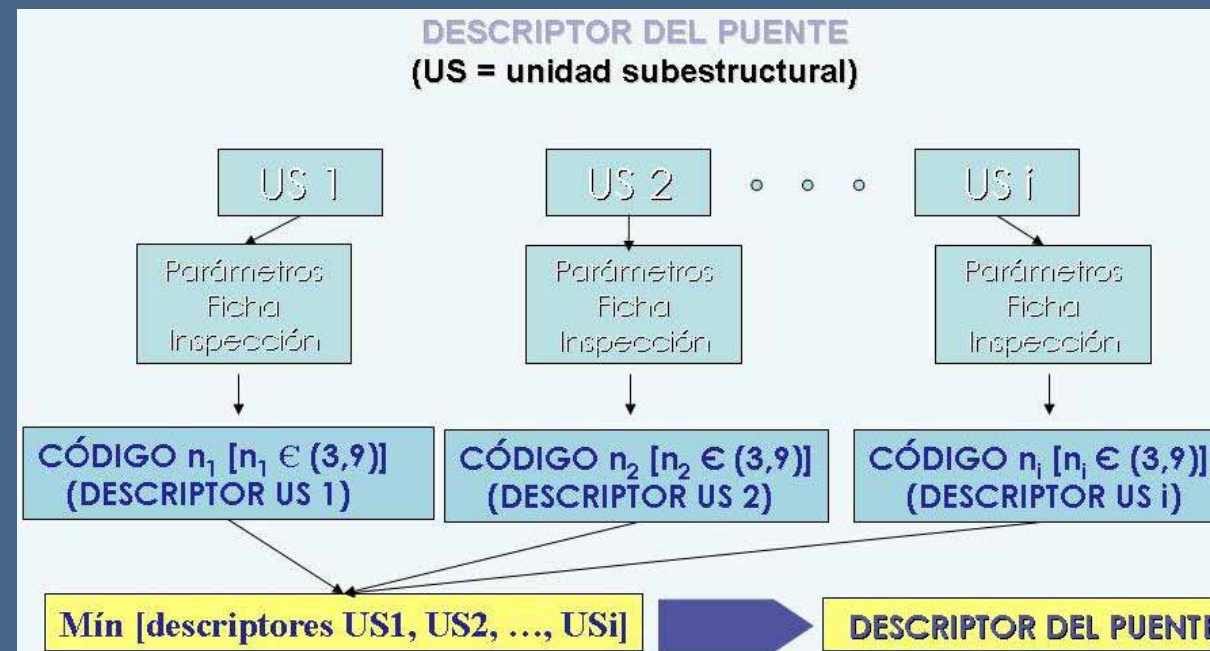 DESCRIPTOR DEL PUENTE
(US = unidad subestructural)
US 1
US 2
US i
Parámetros
Ficha
Inspección
Parámetros
Ficha
Inspección
Parámetros
Ficha
Inspección
CÓDIGO n₁ [n₁ Є (3,9)]
(DESCRIPTOR US 1)
CÓDIGO n₂ [n₂ Є (3,9)]
(DESCRIPTOR US 2)
CÓDIGO nᵢ [nᵢ Є (3,9)]
(DESCRIPTOR US i)
Mín [descriptores US1, US2, …, USi]
DESCRIPTOR DEL PUENTE